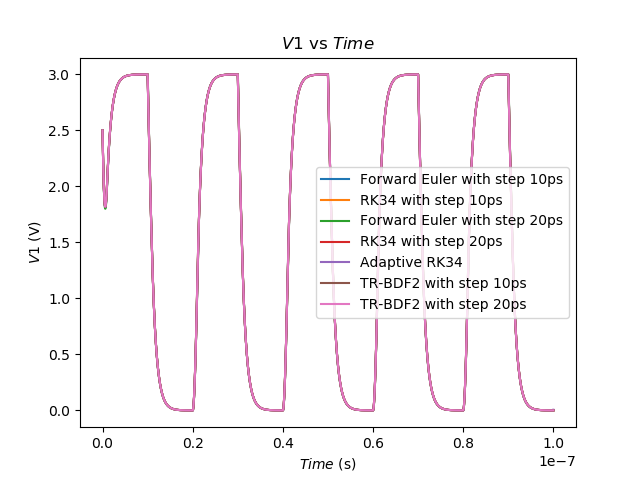 V1 vs Time
3.0
2.5
2.0
1.5
1.0
0.5
0.0
V1 (V)
Forward Euler with step 10ps
RK34 with step 10ps
Forward Euler with step 20ps
RK34 with step 20ps
Adaptive RK34
TR-BDF2 with step 10ps
TR-BDF2 with step 20ps
0.0 0.2 0.4 0.6 0.8 1.0
1e−7
Time (s)